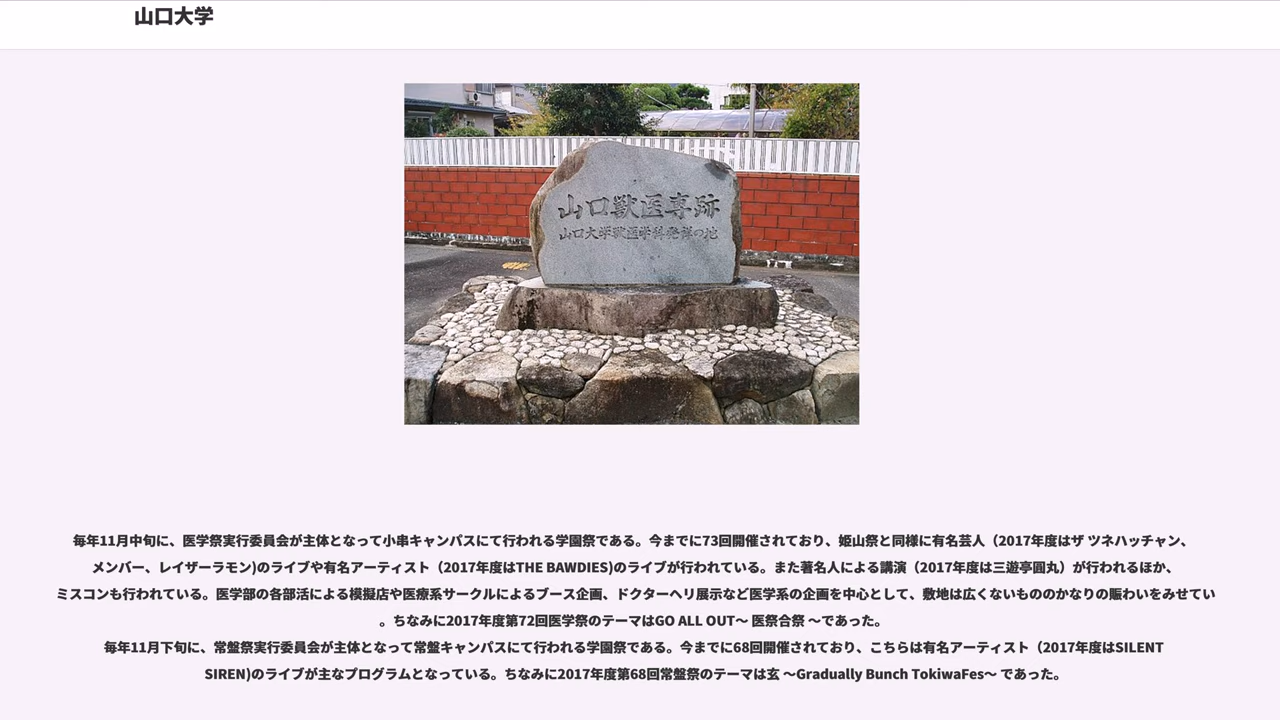 山口大学
山口獣医専跡
山口大学獣医学科発祥の地
毎年11月中旬に、医学祭実行委員会が主体となって小串キャンパスにて行われる学園祭である。今までに73回開催されており、姫山祭と同様に有名芸人（2017年度はザ ツネハッチャン、
メンバー、レイザーラモン)のライブや有名アーティスト（2017年度はTHE BAWDIES)のライブが行われている。また著名人による講演（2017年度は三遊亭圓丸）が行われるほか、
ミスコンも行われている。医学部の各部活による模擬店や医療系サークルによるブース企画、ドクターヘリ展示など医学系の企画を中心として、敷地は広くないもののかなりの賑わいをみせてい
。ちなみに2017年度第72回医学祭のテーマはGO ALL OUT〜 医祭合祭 〜であった。
毎年11月下旬に、常盤祭実行委員会が主体となって常盤キャンパスにて行われる学園祭である。今までに68回開催されており、こちらは有名アーティスト（2017年度はSILENT
SIREN)のライブが主なプログラムとなっている。ちなみに2017年度第68回常盤祭のテーマは玄 〜Gradually Bunch TokiwaFes〜 であった。